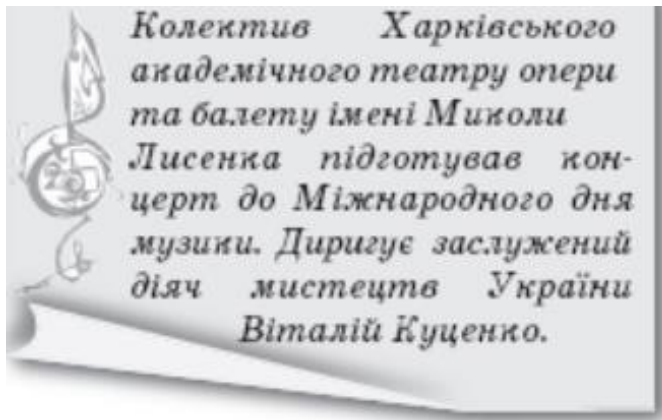 Колектив Харківського
академічного театру опери
та балету імені Миколи
Лисенка підготував кон-
церт до Міжнародного дня
музики. Диригує заслужений
діяч мистецтв України
Віталій Куценко.